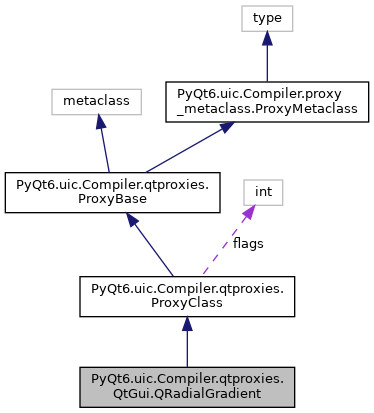 type
PyQt6.uic.Compiler.proxy
_metaclass.ProxyMetaclass
metaclass
PyQt6.uic.Compiler.qtproxies.
ProxyBase
int
flags
PyQt6.uic.Compiler.qtproxies.
ProxyClass
PyQt6.uic.Compiler.qtproxies.
QtGui.QRadialGradient